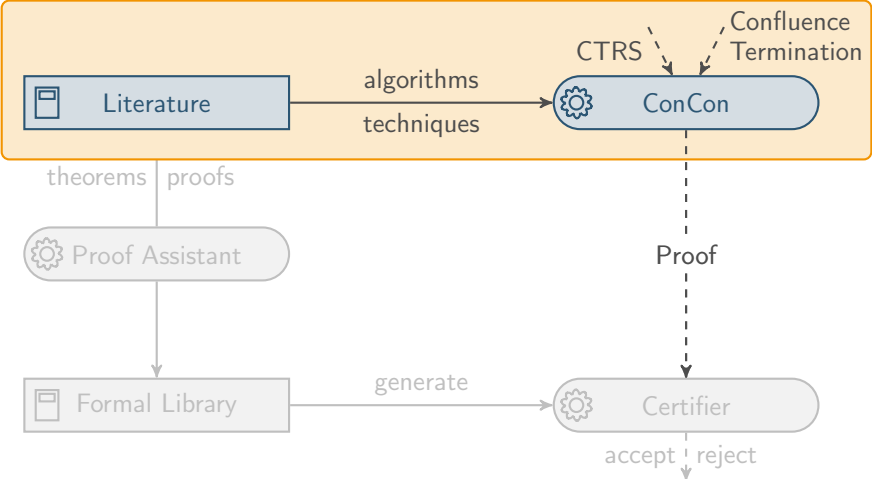 Confluence
CTRS
Termination
algorithms
Literature
ConCon
techniques
theorems proofs
Proof Assistant
Proof
generate
Formal Library
Certifier
accept reject